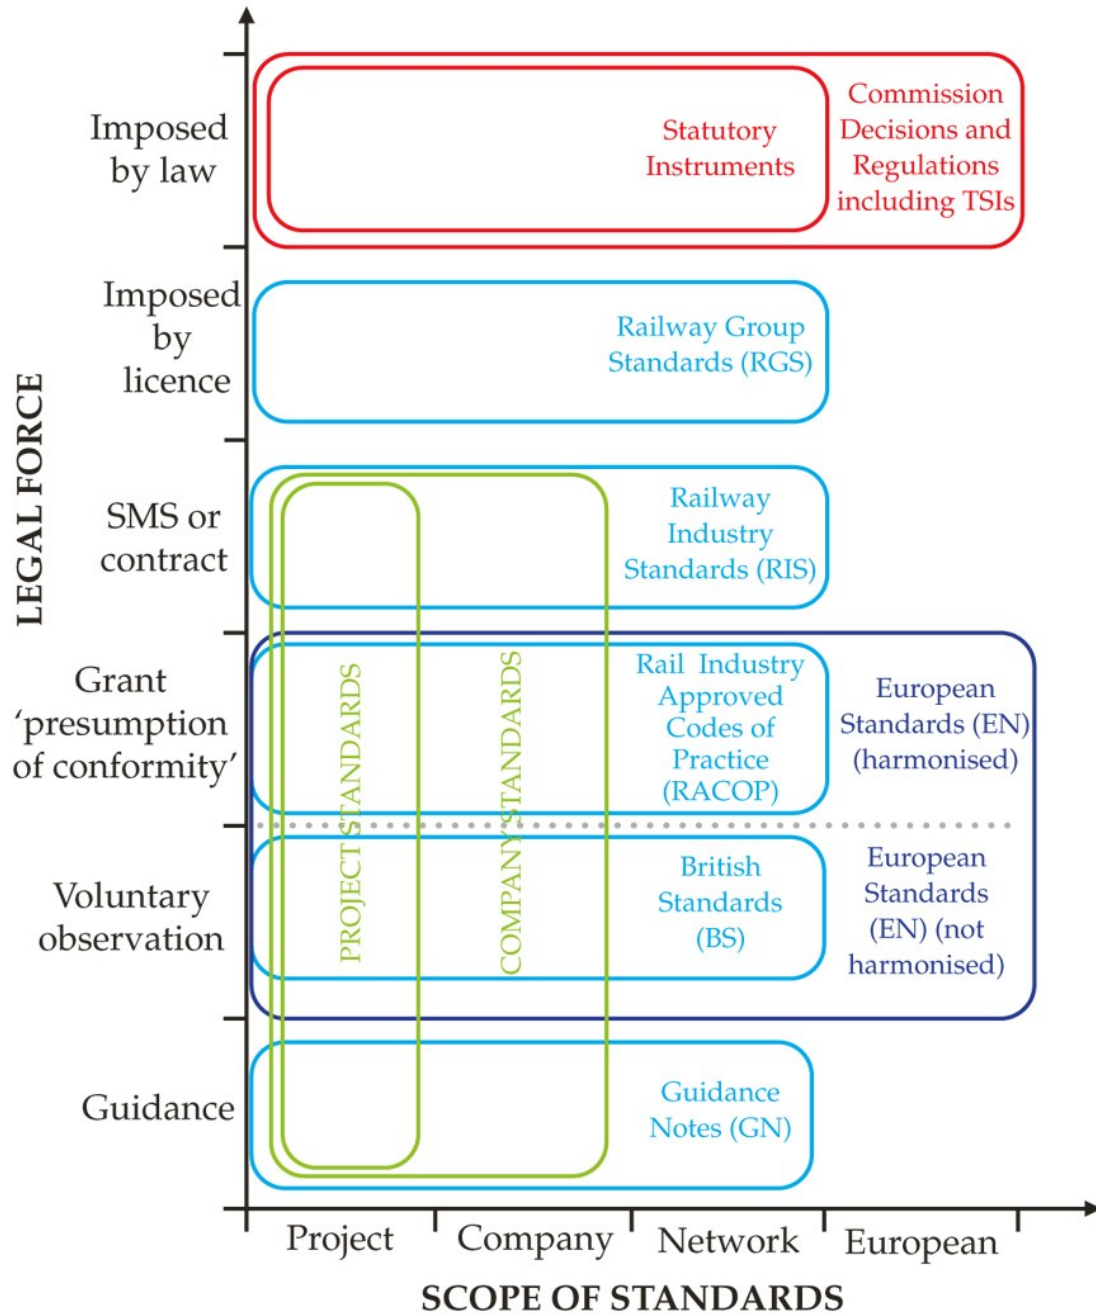 Imposed
by law
Statutory
Instruments
Commission
Decisions and
Regulations
including TSIs
Imposed
by
licence
Railway Group
Standards (RGS)
LEGAL FORCE
SMS or
contract
Railway
Industry
Standards (RIS)
Grant
‘presumption
of conformity’
PROJECT STANDARDS
COMPANY STANDARDS
Rail Industry
Approved
Codes of
Practice
(RACOP)
European
Standards (EN)
(harmonised)
Voluntary
observation
British
Standards
(BS)
European
Standards
(EN) (not
harmonised)
Guidance
Guidance
Notes (GN)
Project
Company
Network
European
SCOPE OF STANDARDS